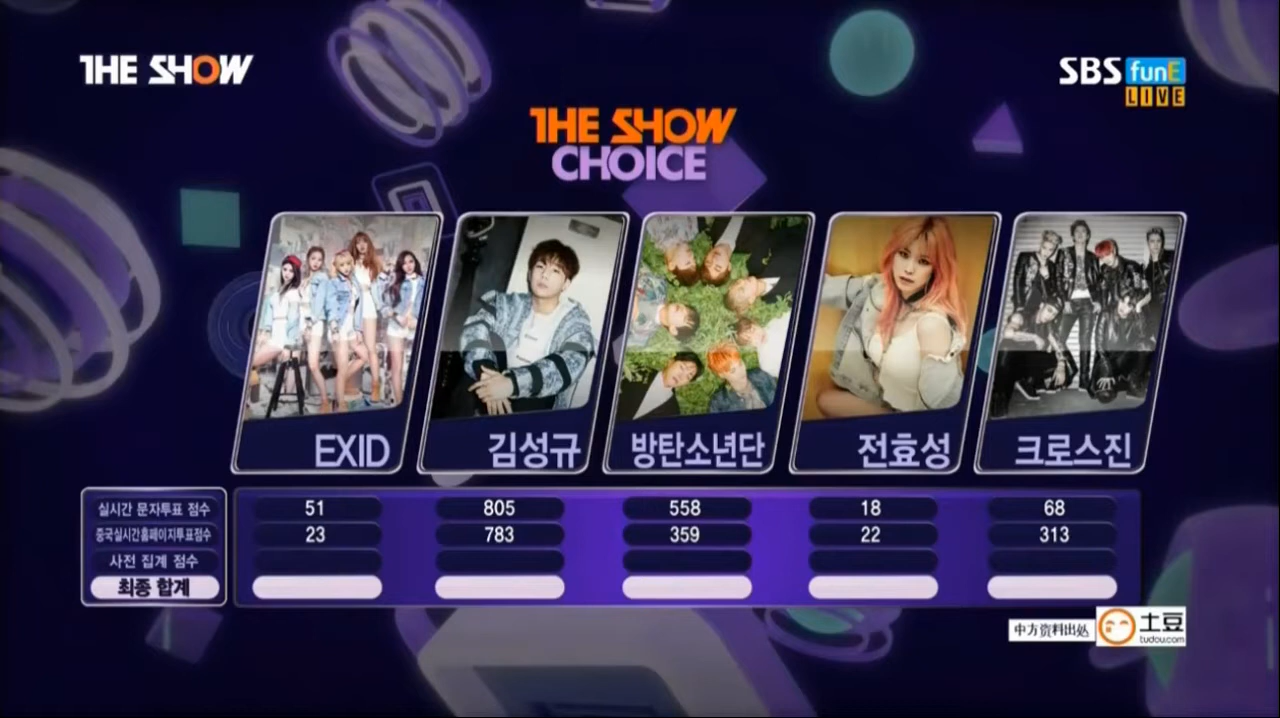 THE SHOW
SBS funE
LIVE
THE SHOW
CHOICE
EXID 김성규 방탄소년단 전효성 크로스진
실시간 문자투표 점수 51 805 558 18 68
중국실시간홈페이지투표점수 23 783 359 22 313
사전 집계 점수
최종 합계
中方资料出处 土豆
tudou.com